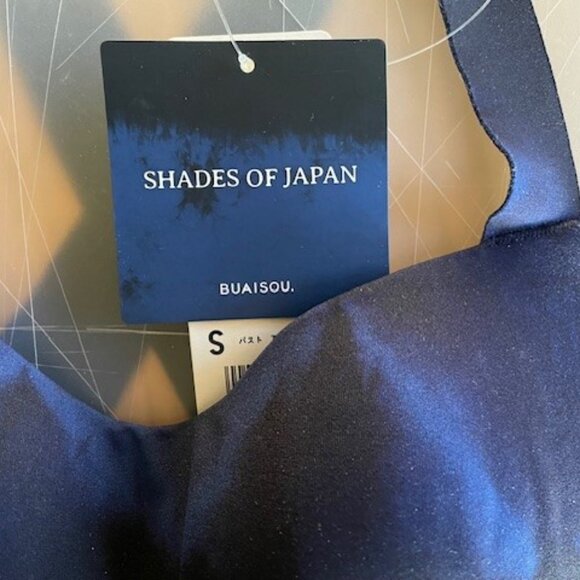 SHADES OF JAPAN
BUAISOU.
S バスト